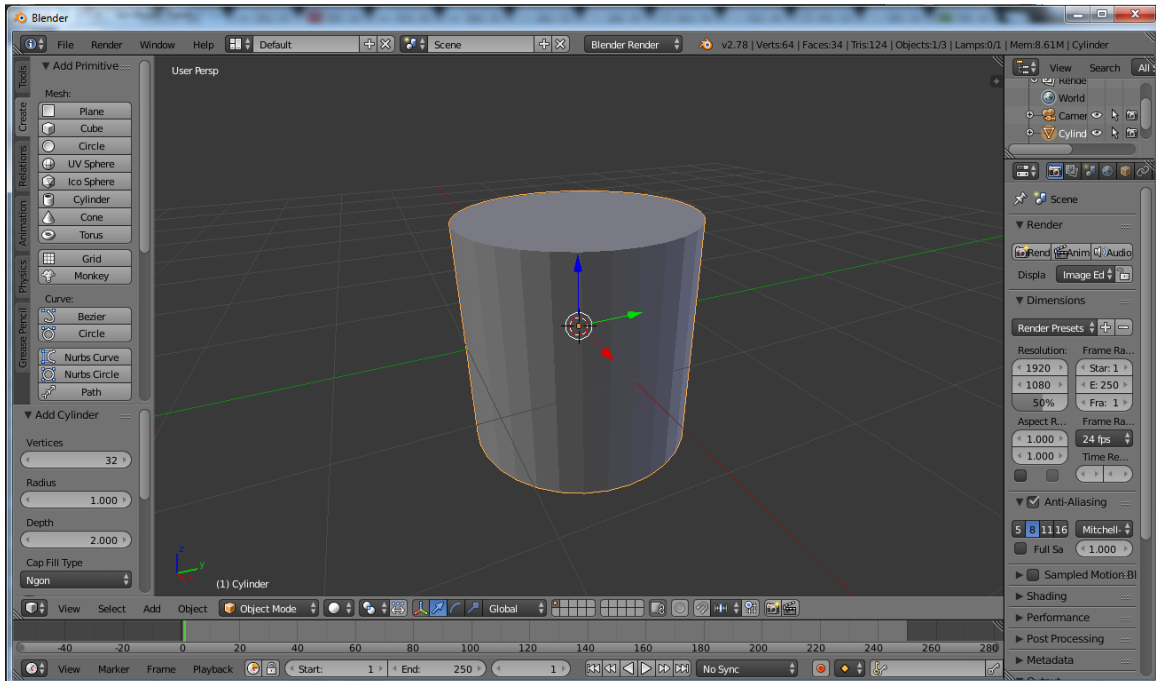 Blender
File Render Window Help Default Scene Blender Render v2.78 | Verts:64 | Faces:34 | Tris:124 | Objects:1/3 | Lamps:0/1 | Mem:8.61M | Cylinder
Tools
Create
Relations
Animation
Physics
Grease Pencil
Add Primitive
Mesh:
Plane
Cube
Circle
UV Sphere
Ico Sphere
Cylinder
Cone
Torus
Grid
Monkey
Curve:
Bezier
Circle
Nurbs Curve
Nurbs Circle
Path
Add Cylinder
Vertices
32
Radius
1.000
Depth
2.000
Cap Fill Type
Ngon
User Persp
z
y
(1) Cylinder
View Select Add Object Object Mode Global
-40 -20 0 20 40 60 80 100 120 140 160 180 200 220 240 260 280
View Marker Frame Playback Start: 1 End: 250 1 No Sync
View Search All
Rende
World
Camer
Cylind
Scene
Render
Rend Anim Audio
Displa Image Ed
Dimensions
Render Presets
Resolution: Frame Ra...
1920 Star: 1
1080 E: 250
50% Fra: 1
Aspect R... Frame Ra...
1.000 24 fps
1.000 Time Re...
Anti-Aliasing
5 8 11 16 Mitchell-
Full Sa 1.000
Sampled Motion Bl
Shading
Performance
Post Processing
Metadata